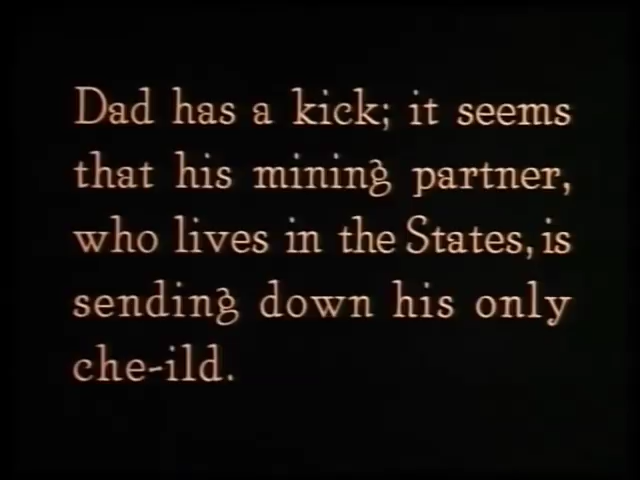 Dad has a kick; it seems
that his mining partner,
who lives in the States, is
sending down his only
che-ild.